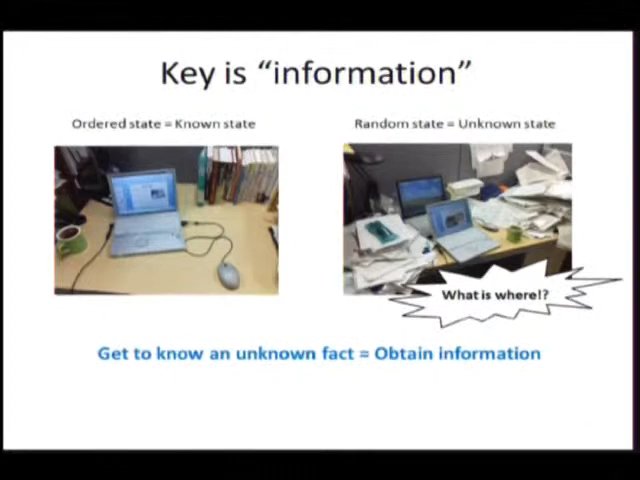 Key is “information”
Ordered state = Known state
Random state = Unknown state
What is where!?
Get to know an unknown fact = Obtain information